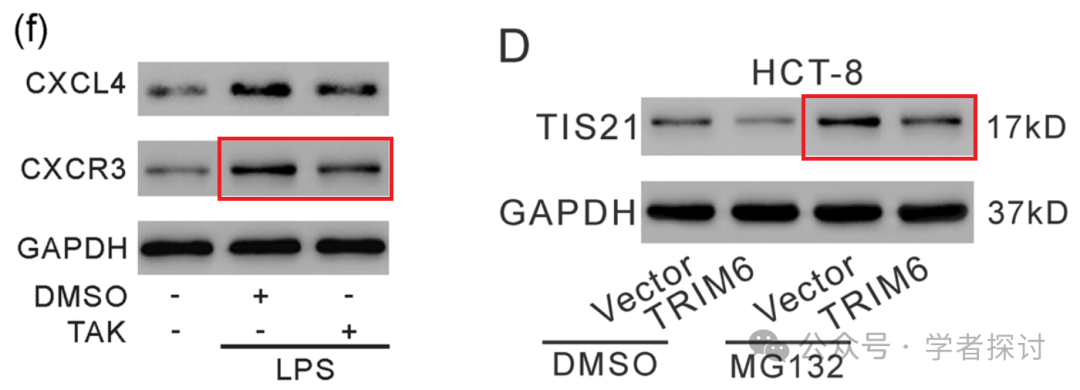 (f)
CXCL4
CXCR3
GAPDH
DMSO - + -
TAK - - +
LPS
D
HCT-8
TIS21 17kD
GAPDH 37kD
Vector TRIM6 Vector TRIM6
DMSO MG132
公众号 · 学者探讨